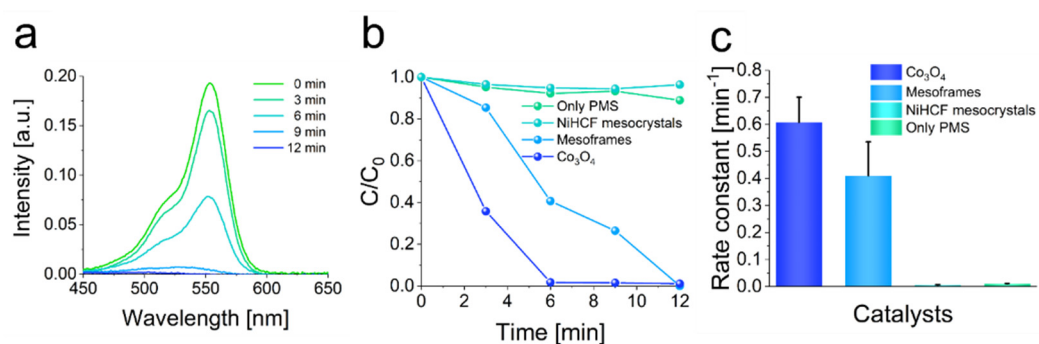 a
0.20
0.15
0.10
0.05
0.00
450
500
550
600
650
Intensity [a.u.]
Wavelength [nm]
0 min
3 min
6 min
9 min
12 min
b
1.0
0.8
0.6
0.4
0.2
0.0
0
3
6
9
12
C/C₀
Time [min]
Only PMS
NiHCF mesocrystals
Mesoframes
Co₃O₄
c
0.8
0.7
0.6
0.5
0.4
0.3
0.2
0.1
0.0
Rate constant [min⁻¹]
Catalysts
Co₃O₄
Mesoframes
NiHCF mesocrystals
Only PMS